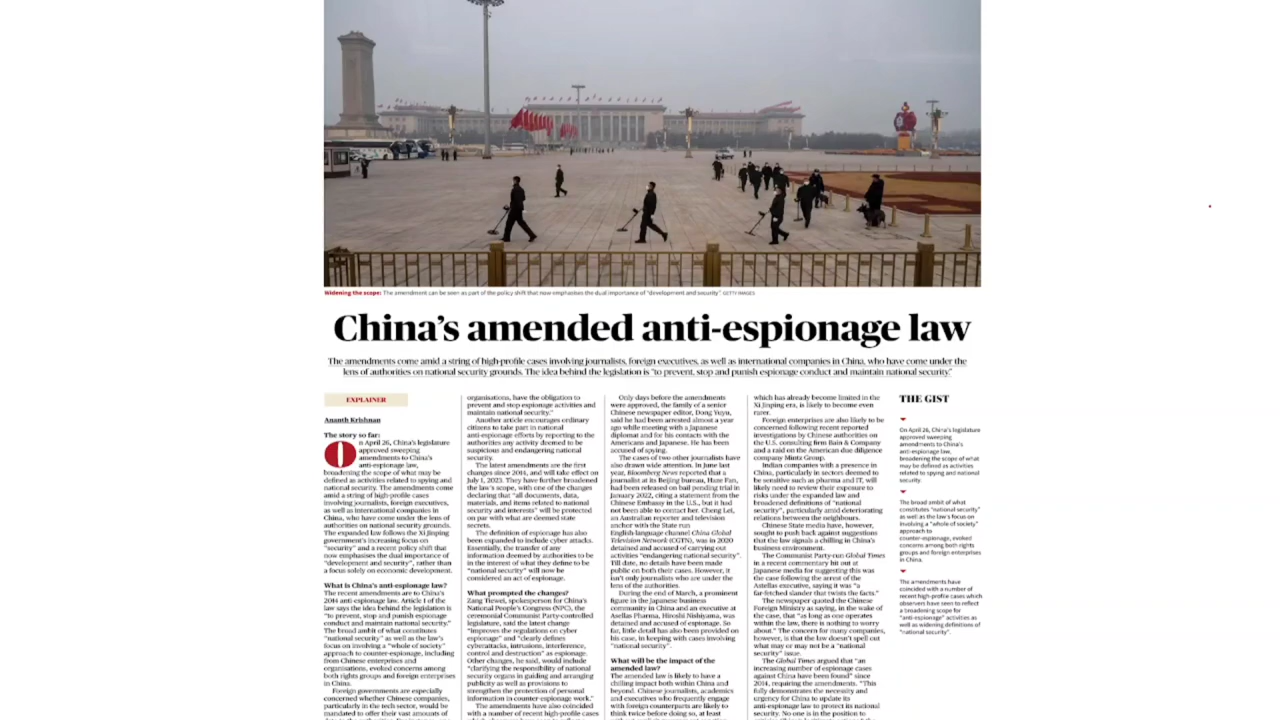 Widening the scope: The amendment can be seen as part of the policy shift that now emphasises the dual importance of "development and security". GETTY IMAGES
China's amended anti-espionage law
The amendments come amid a string of high-profile cases involving journalists, foreign executives, as well as international companies in China, who have come under the
lens of authorities on national security grounds. The idea behind the legislation is "to prevent, stop and punish espionage conduct and maintain national security."
EXPLAINER
Ananth Krishnan
The story so far:
On April 26, China's legislature
approved sweeping
amendments to China's
anti-espionage law,
broadening the scope of what may be
defined as activities related to spying and
national security. The amendments come
amid a string of high-profile cases
involving journalists, foreign executives,
as well as international companies in
China, who have come under the lens of
authorities on national security grounds.
The expanded law follows the Xi Jinping
government's increasing focus on
"security" and a recent policy shift that
now emphasises the dual importance of
"development and security", rather than
a focus solely on economic development.
What is China's anti-espionage law?
The recent amendments are to China's
2014 anti-spying law. Article 1 of the
law says the idea behind the legislation is
"to prevent, stop and punish espionage
conduct and maintain national security."
The broad ambit of what constitutes
"national security" as well as the law's
focus on involving a "whole of society"
approach to counter-espionage, including
from Chinese enterprises and
organisations, evoked concerns among
both rights groups and foreign enterprises
in China.
Foreign governments are especially
concerned whether Chinese companies,
particularly in the tech sector, would be
mandated to offer their vast amounts of
organisations, have the obligation to
prevent and stop espionage activities and
maintain national security."
Another article encourages ordinary
citizens to take part in national
anti-espionage efforts by reporting to the
authorities any activity deemed to be
suspicious and endangering national
security.
The latest amendments are the first
changes since 2014, and will take effect on
July 1, 2023. They have further broadened
the law's scope, with one of the changes
declaring that "all documents, data,
materials, and items related to national
security and interests" will be protected
on par with what are deemed state
secrets.
The definition of espionage has also
been expanded to include cyber attacks.
Essentially, the transfer of any
information deemed by authorities to be
in the interest of what they define to be
"national security" will now be
considered an act of espionage.
What prompted the changes?
Zang Tiewei, spokesperson for China's
National People's Congress (NPC), the
ceremonial Communist Party-controlled
legislature, said the latest change
"improves the regulations on cyber
espionage" and "clearly defines
cyberattacks, intrusions, interference,
control and destruction" as espionage.
Other changes, he said, would include
"clarifying the responsibility of national
security organs in guiding and arranging
publicity as well as provisions to
strengthen the protection of personal
information in counter-espionage work."
The amendments have also coincided
with a number of recent high-profile cases
Only days before the amendments
were approved, the family of a senior
Chinese newspaper editor, Dong Yuyu,
said he had been arrested almost a year
ago while meeting with a Japanese
diplomat and for his contacts with the
Americans and Japanese. He has been
accused of spying.
The cases of two other journalists have
also drawn wide attention. In June last
year, Bloomberg News reported that a
journalist at its Beijing bureau, Haze Fan,
had been released on bail pending trial in
January 2022, citing a statement from the
Chinese Embassy in the U.S., but it had
not been able to contact her. Cheng Lei,
an Australian reporter and television
anchor with the State run
English-language channel China Global
Television Network (CGTN), was in 2020
detained and accused of carrying out
activities "endangering national security".
Till date, no details have been made
public on both their cases. However, it
isn't only journalists who are under the
lens of the authorities.
During the end of March, a prominent
figure in the Japanese business
community in China and an executive at
Astellas Pharma, Hiroshi Nishiyama, was
detained and accused of espionage. So
far, little detail has also been provided on
his case, in keeping with cases involving
"national security".
What will be the impact of the
amended law?
The amended law is likely to have a
chilling impact both within China and
beyond. Chinese journalists, academics
and executives who frequently engage
with foreign counterparts are likely to
think twice before doing so, at least
which has already become limited in the
Xi Jinping era, is likely to become even
rarer.
Foreign enterprises are also likely to be
concerned following recent reported
investigations by Chinese authorities on
the U.S. consulting firm Bain & Company
and a raid on the American due diligence
company Mintz Group.
Indian companies with a presence in
China, particularly in sectors deemed to
be sensitive such as pharma and IT, will
likely need to review their exposure to
risks under the expanded law and
broadened definitions of "national
security", particularly amid deteriorating
relations between the neighbours.
Chinese State media have, however,
sought to push back against suggestions
that the law signals a chilling in China's
business environment.
The Communist Party-run Global Times
in a recent commentary hit out at
Japanese media for suggesting this was
the case following the arrest of the
Astellas executive, saying it was "a
far-fetched slander that twists the facts."
The newspaper quoted the Chinese
Foreign Ministry as saying, in the wake of
the case, that "as long as one operates
within the law, there is nothing to worry
about." The concern for many companies,
however, is that the law doesn't spell out
what may or may not be a "national
security" issue.
The Global Times argued that "an
increasing number of espionage cases
against China have been found" since
2014, requiring the amendments. "This
fully demonstrates the necessity and
urgency for China to update its
anti-espionage law to protect its national
security. No one is in the position to
THE GIST
On April 26, China's legislature
approved sweeping
amendments to China's
anti-espionage law,
broadening the scope of what
may be defined as activities
related to spying and national
security.
The broad ambit of what
constitutes "national security"
as well as the law's focus on
involving a "whole of society"
approach to
counter-espionage, evoked
concerns among both rights
groups and foreign enterprises
in China.
The amendments have
coincided with a number of
recent high-profile cases which
observers have seen to reflect
a broadening scope for
"anti-espionage" activities as
well as widening definitions of
"national security".